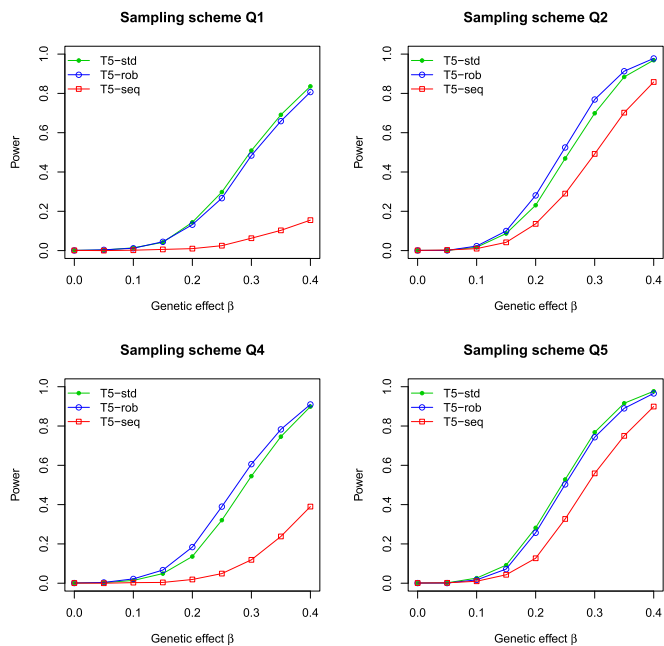 Sampling scheme Q1
Power
1.0
0.8
0.6
0.4
0.2
0.0
T5−std
T5−rob
T5−seq
0.0 0.1 0.2 0.3 0.4
Genetic effect β
Sampling scheme Q2
Power
1.0
0.8
0.6
0.4
0.2
0.0
T5−std
T5−rob
T5−seq
0.0 0.1 0.2 0.3 0.4
Genetic effect β
Sampling scheme Q4
Power
1.0
0.8
0.6
0.4
0.2
0.0
T5−std
T5−rob
T5−seq
0.0 0.1 0.2 0.3 0.4
Genetic effect β
Sampling scheme Q5
Power
1.0
0.8
0.6
0.4
0.2
0.0
T5−std
T5−rob
T5−seq
0.0 0.1 0.2 0.3 0.4
Genetic effect β